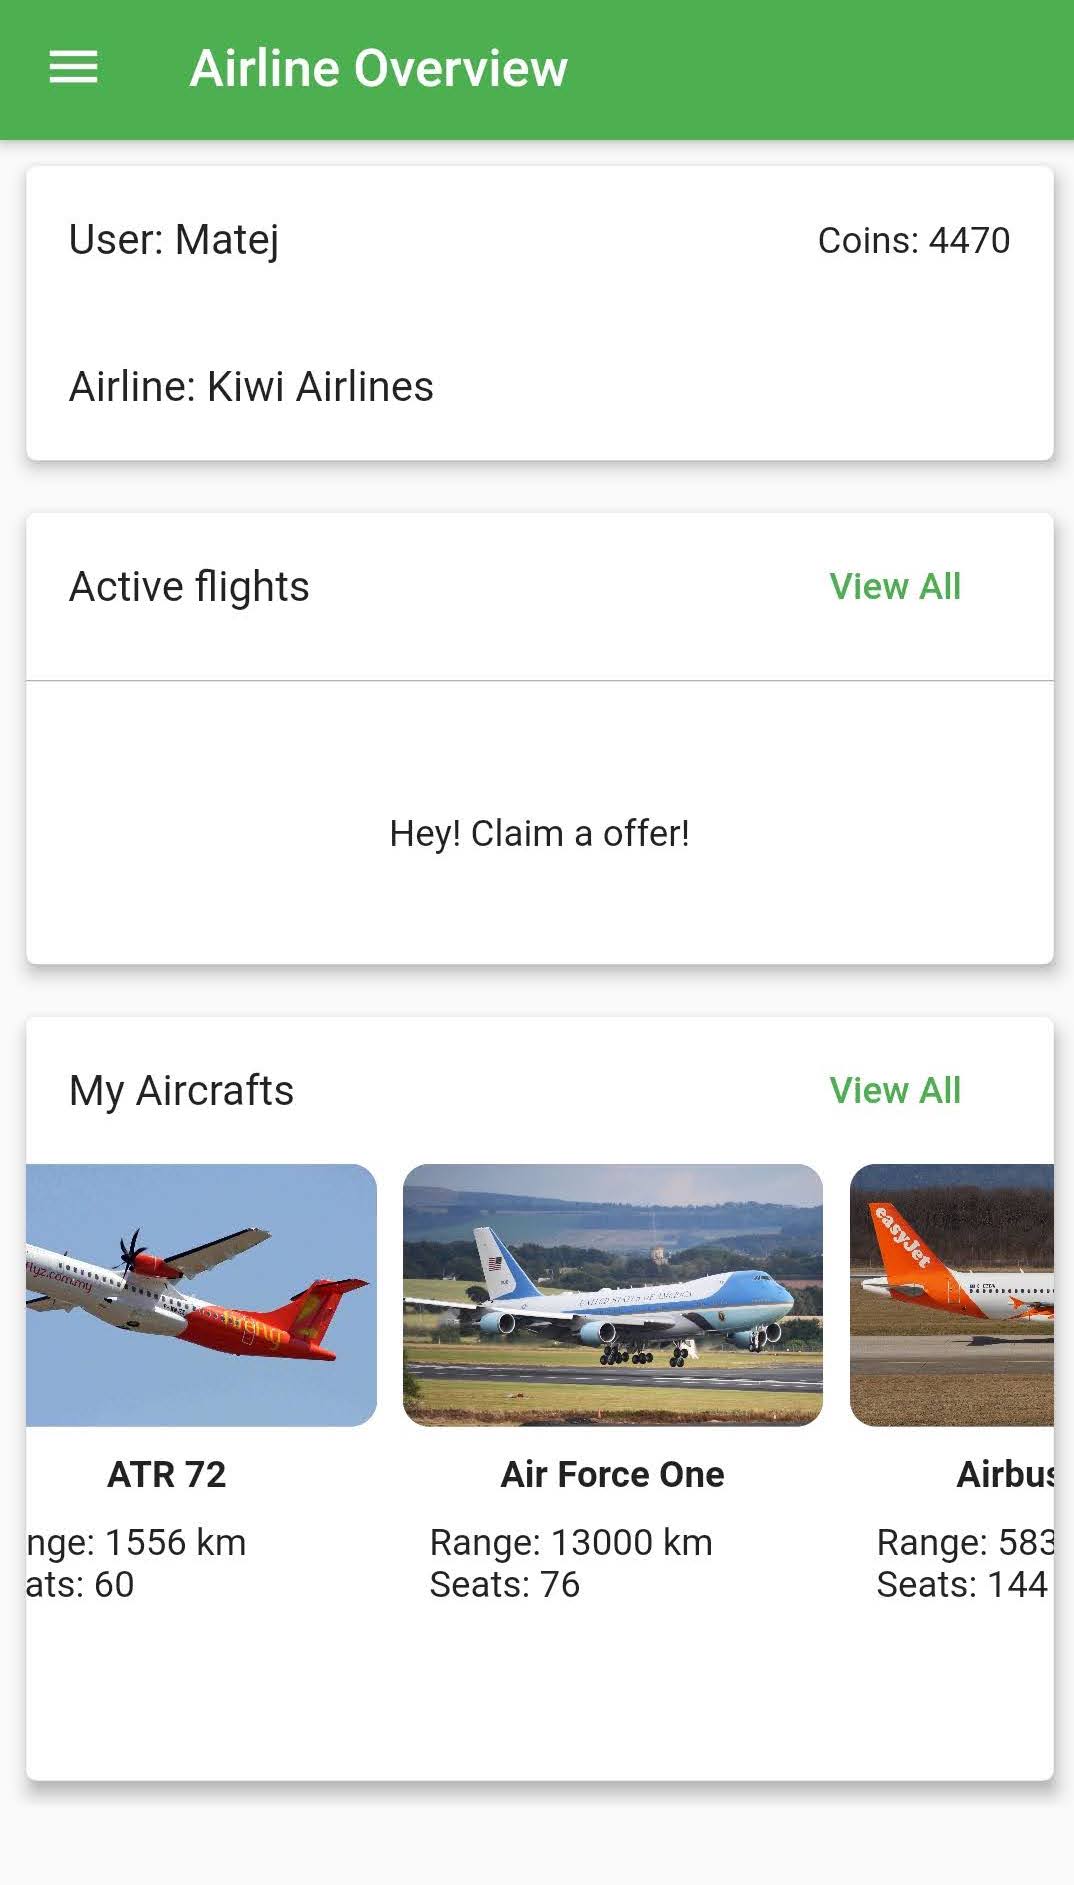 Airline Overview
User: Matej
Coins: 4470
Airline: Kiwi Airlines
Active flights
View All
Hey! Claim a offer!
My Aircrafts
View All
flyz.com.my
firefly
UNITED STATES OF AMERICA
easyJet
ATR 72
Air Force One
Airbus
nge: 1556 km
Range: 13000 km
Range: 583
ats: 60
Seats: 76
Seats: 144